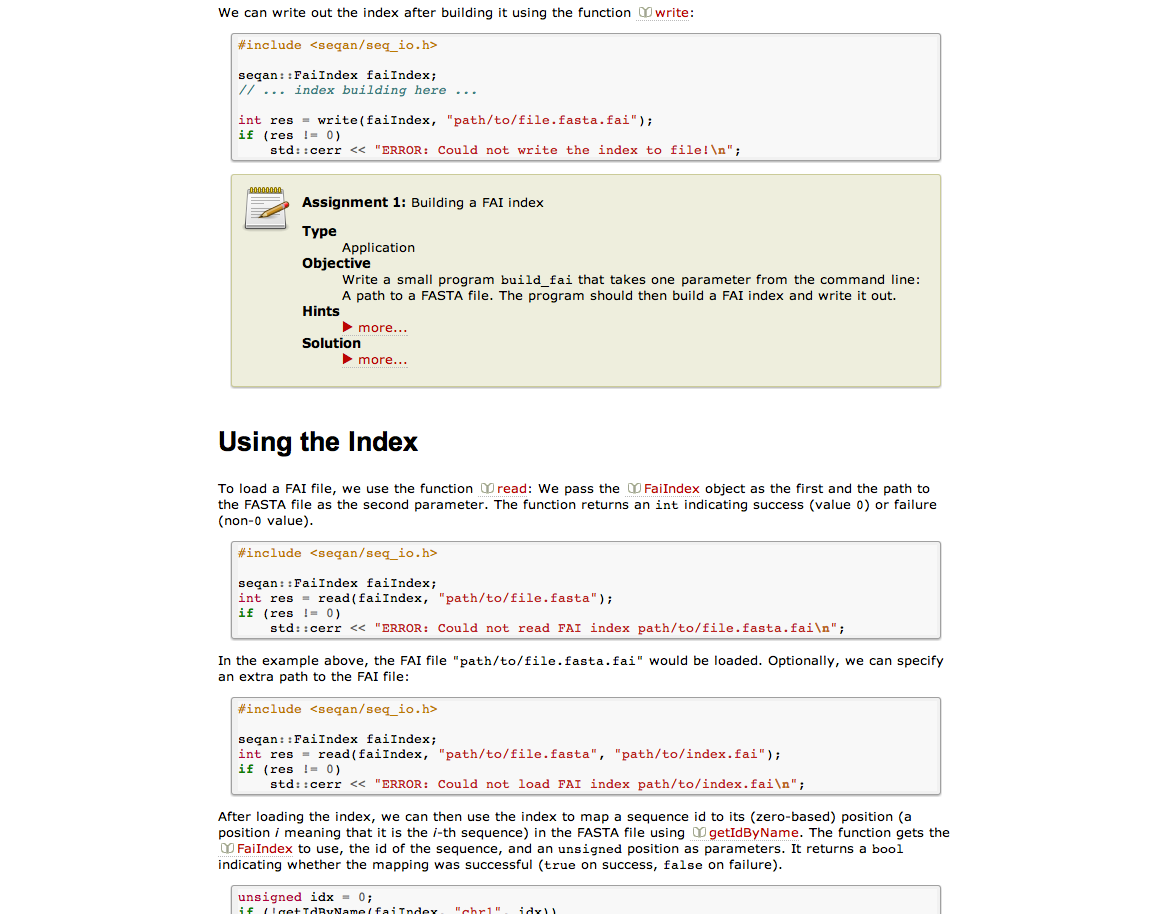 We can write out the index after building it using the function write:
#include <seqan/seq_io.h>
seqan::FaiIndex faiIndex;
// ... index building here ...
int res = write(faiIndex, "path/to/file.fasta.fai");
if (res != 0)
    std::cerr << "ERROR: Could not write the index to file!\n";
Assignment 1: Building a FAI index
Type
Application
Objective
Write a small program build_fai that takes one parameter from the command line:
A path to a FASTA file. The program should then build a FAI index and write it out.
Hints
▶ more...
Solution
▶ more...
Using the Index
To load a FAI file, we use the function read: We pass the FaiIndex object as the first and the path to
the FASTA file as the second parameter. The function returns an int indicating success (value 0) or failure
(non-0 value).
#include <seqan/seq_io.h>
seqan::FaiIndex faiIndex;
int res = read(faiIndex, "path/to/file.fasta");
if (res != 0)
    std::cerr << "ERROR: Could not read FAI index path/to/file.fasta.fai\n";
In the example above, the FAI file "path/to/file.fasta.fai" would be loaded. Optionally, we can specify
an extra path to the FAI file:
#include <seqan/seq_io.h>
seqan::FaiIndex faiIndex;
int res = read(faiIndex, "path/to/file.fasta", "path/to/index.fai");
if (res != 0)
    std::cerr << "ERROR: Could not load FAI index path/to/index.fai\n";
After loading the index, we can then use the index to map a sequence id to its (zero-based) position (a
position i meaning that it is the i-th sequence) in the FASTA file using getIdByName. The function gets the
FaiIndex to use, the id of the sequence, and an unsigned position as parameters. It returns a bool
indicating whether the mapping was successful (true on success, false on failure).
unsigned idx = 0;
if (!getIdByName(faiIndex, "chr1", idx))